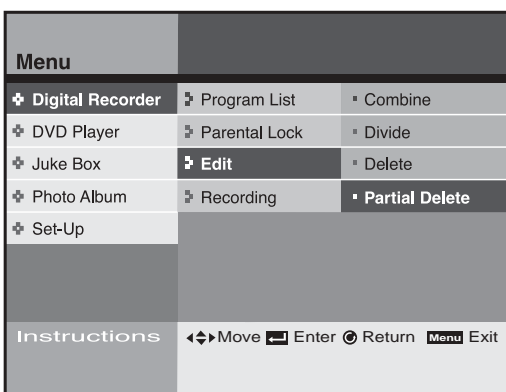 Menu
Digital Recorder
DVD Player
Juke Box
Photo Album
Set-Up
Program List
Parental Lock
Edit
Recording
Combine
Divide
Delete
Partial Delete
Instructions
Move Enter Return Menu Exit